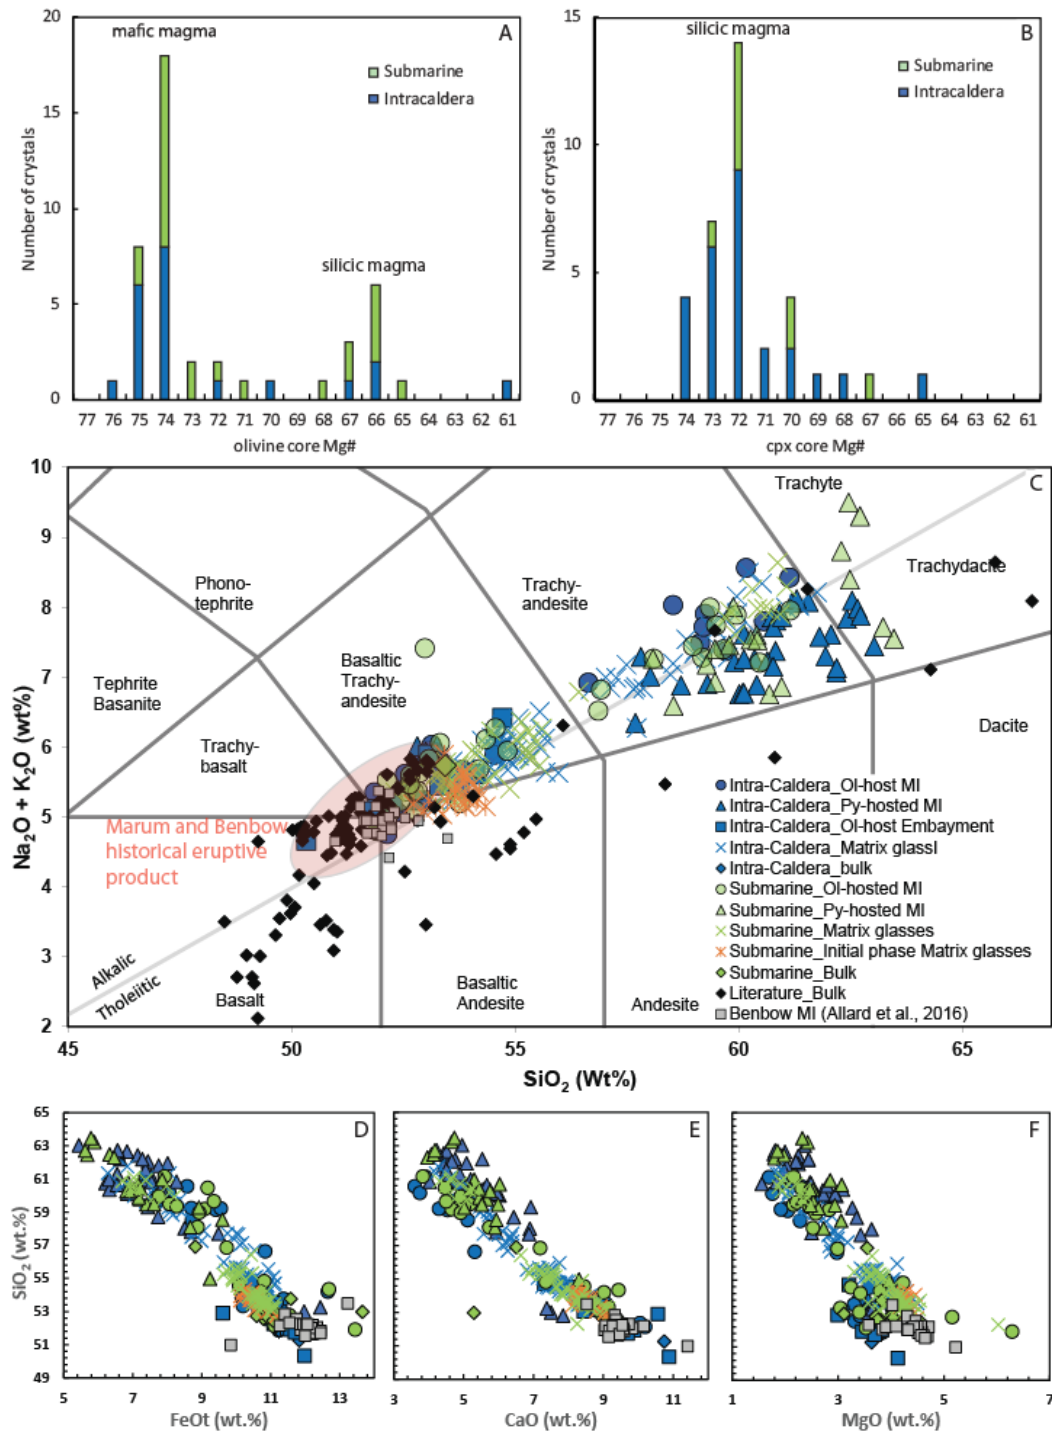 20
15
10
5
0
Number of crystals
mafic magma
silicic magma
A
Submarine
Intracaldera
77 76 75 74 73 72 71 70 69 68 67 66 65 64 63 62 61
olivine core Mg#
15
10
5
0
Number of crystals
silicic magma
B
Submarine
Intracaldera
77 76 75 74 73 72 71 70 69 68 67 66 65 64 63 62 61
cpx core Mg#
10
9
8
7
6
5
4
3
2
Na₂O + K₂O (wt%)
C
Trachyte
Trachydacite
Phono-
tephrite
Trachy-
andesite
Tephrite
Basanite
Basaltic
Trachy-
andesite
Trachy-
basalt
Dacite
Marum and Benbow
historical eruptive
product
Alkalic
Tholeiitic
Basalt
Basaltic
Andesite
Andesite
Intra-Caldera_Ol-host MI
Intra-Caldera_Py-hosted MI
Intra-Caldera_Ol-host Embayment
Intra-Caldera_Matrix glassl
Intra-Caldera_bulk
Submarine_Ol-hosted MI
Submarine_Py-hosted MI
Submarine_Matrix glasses
Submarine_Initial phase Matrix glasses
Submarine_Bulk
Literature_Bulk
Benbow MI (Allard et al., 2016)
45 50 55 60 65
SiO₂ (Wt%)
65
63
61
59
57
55
53
51
49
SiO₂ (wt.%)
D
5 7 9 11 13
FeOt (wt.%)
E
3 5 7 9 11
CaO (wt.%)
F
1 3 5 7
MgO (wt.%)